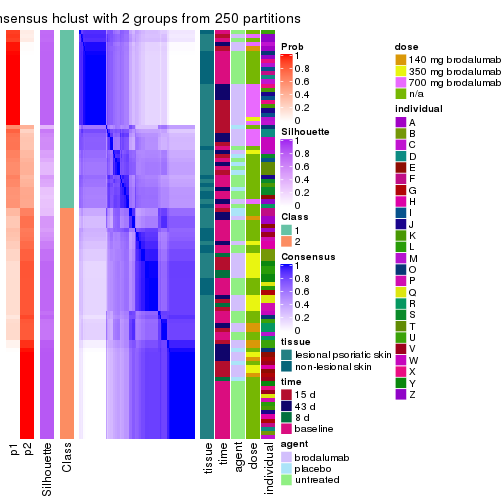 nsensus hclust with 2 groups from 250 partitions
Prob
1
0.8
0.6
0.4
0.2
0
Silhouette
1
0.8
0.6
0.4
0.2
0
Class
1
2
Consensus
1
0.8
0.6
0.4
0.2
0
tissue
lesional psoriatic skin
non-lesional skin
time
15 d
43 d
8 d
baseline
agent
brodalumab
placebo
untreated
dose
140 mg brodalumab
350 mg brodalumab
700 mg brodalumab
n/a
individual
A
B
C
D
E
F
G
H
I
J
K
L
M
O
P
Q
R
S
T
U
V
W
X
Y
Z
p1
p2
Silhouette
Class
tissue
time
agent
dose
individual